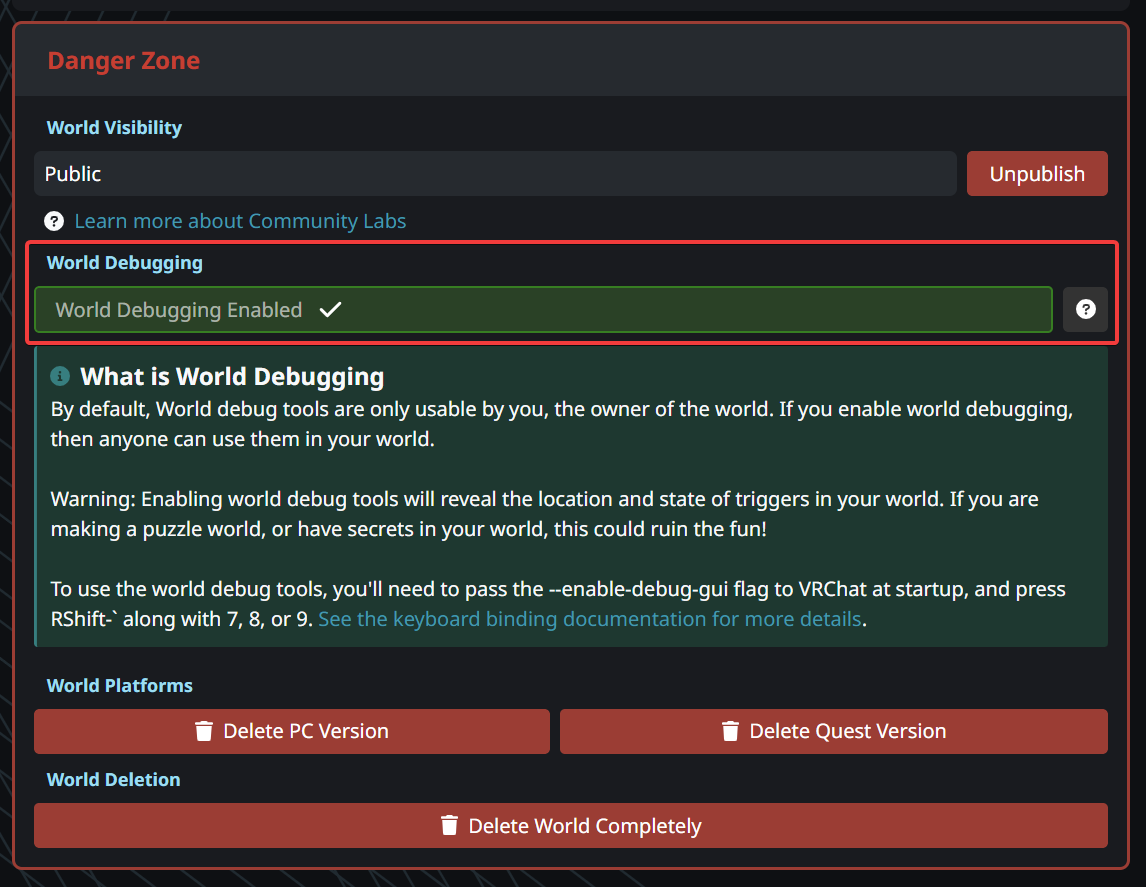 Danger Zone
World Visibility
Public
Unpublish
Learn more about Community Labs
World Debugging
World Debugging Enabled
What is World Debugging
By default, World debug tools are only usable by you, the owner of the world. If you enable world debugging,
then anyone can use them in your world.
Warning: Enabling world debug tools will reveal the location and state of triggers in your world. If you are
making a puzzle world, or have secrets in your world, this could ruin the fun!
To use the world debug tools, you'll need to pass the --enable-debug-gui flag to VRChat at startup, and press
RShift-` along with 7, 8, or 9. See the keyboard binding documentation for more details.
World Platforms
Delete PC Version
Delete Quest Version
World Deletion
Delete World Completely